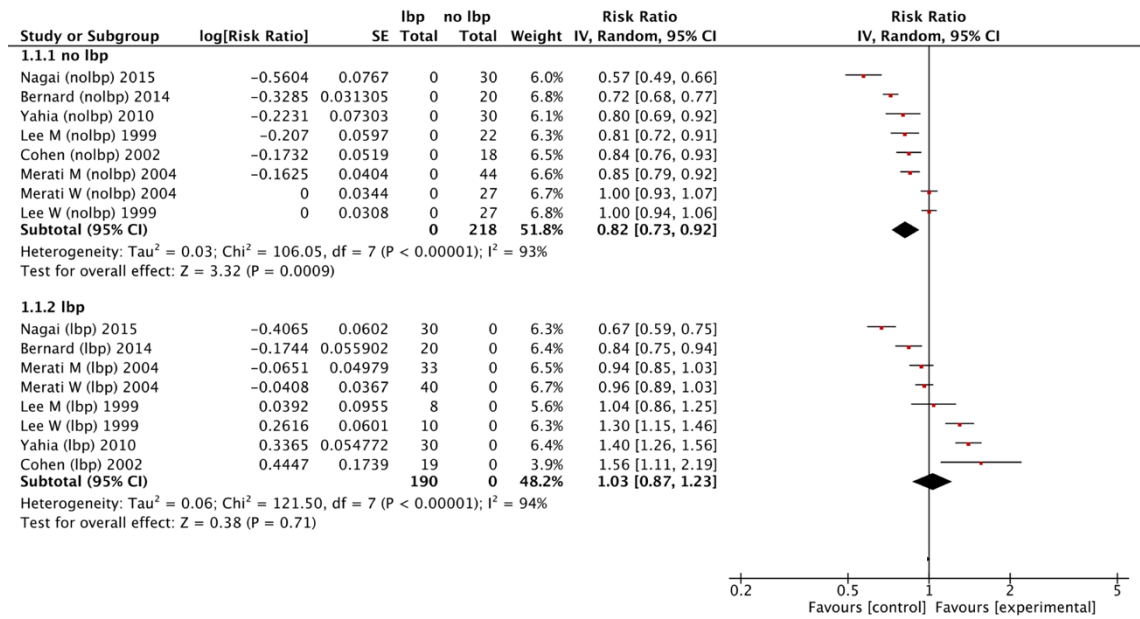 lbp no lbp Risk Ratio Risk Ratio
Study or Subgroup log[Risk Ratio] SE Total Total Weight IV, Random, 95% CI IV, Random, 95% CI
1.1.1 no lbp
Nagai (nolbp) 2015 −0.5604 0.0767 0 30 6.0% 0.57 [0.49, 0.66]
Bernard (nolbp) 2014 −0.3285 0.031305 0 20 6.8% 0.72 [0.68, 0.77]
Yahia (nolbp) 2010 −0.2231 0.07303 0 30 6.1% 0.80 [0.69, 0.92]
Lee M (nolbp) 1999 −0.207 0.0597 0 22 6.3% 0.81 [0.72, 0.91]
Cohen (nolbp) 2002 −0.1732 0.0519 0 18 6.5% 0.84 [0.76, 0.93]
Merati M (nolbp) 2004 −0.1625 0.0404 0 44 6.6% 0.85 [0.79, 0.92]
Merati W (nolbp) 2004 0 0.0344 0 27 6.7% 1.00 [0.93, 1.07]
Lee W (nolbp) 1999 0 0.0308 0 27 6.8% 1.00 [0.94, 1.06]
Subtotal (95% CI) 0 218 51.8% 0.82 [0.73, 0.92]
Heterogeneity: Tau² = 0.03; Chi² = 106.05, df = 7 (P < 0.00001); I² = 93%
Test for overall effect: Z = 3.32 (P = 0.0009)
1.1.2 lbp
Nagai (lbp) 2015 −0.4065 0.0602 30 0 6.3% 0.67 [0.59, 0.75]
Bernard (lbp) 2014 −0.1744 0.055902 20 0 6.4% 0.84 [0.75, 0.94]
Merati M (lbp) 2004 −0.0651 0.04979 33 0 6.5% 0.94 [0.85, 1.03]
Merati W (lbp) 2004 −0.0408 0.0367 40 0 6.7% 0.96 [0.89, 1.03]
Lee M (lbp) 1999 0.0392 0.0955 8 0 5.6% 1.04 [0.86, 1.25]
Lee W (lbp) 1999 0.2616 0.0601 10 0 6.3% 1.30 [1.15, 1.46]
Yahia (lbp) 2010 0.3365 0.054772 30 0 6.4% 1.40 [1.26, 1.56]
Cohen (lbp) 2002 0.4447 0.1739 19 0 3.9% 1.56 [1.11, 2.19]
Subtotal (95% CI) 190 0 48.2% 1.03 [0.87, 1.23]
Heterogeneity: Tau² = 0.06; Chi² = 121.50, df = 7 (P < 0.00001); I² = 94%
Test for overall effect: Z = 0.38 (P = 0.71)
0.2 0.5 1 2 5
Favours [control] Favours [experimental]